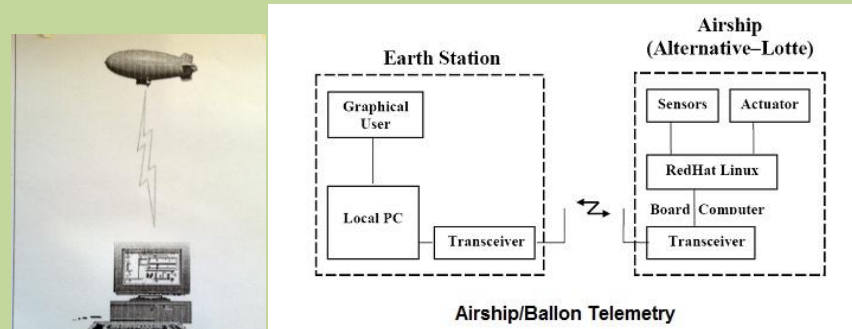 Earth Station
Graphical
User
Local PC
Transceiver
Airship
(Alternative–Lotte)
Sensors
Actuator
RedHat Linux
Board Computer
Transceiver
Airship/Ballon Telemetry